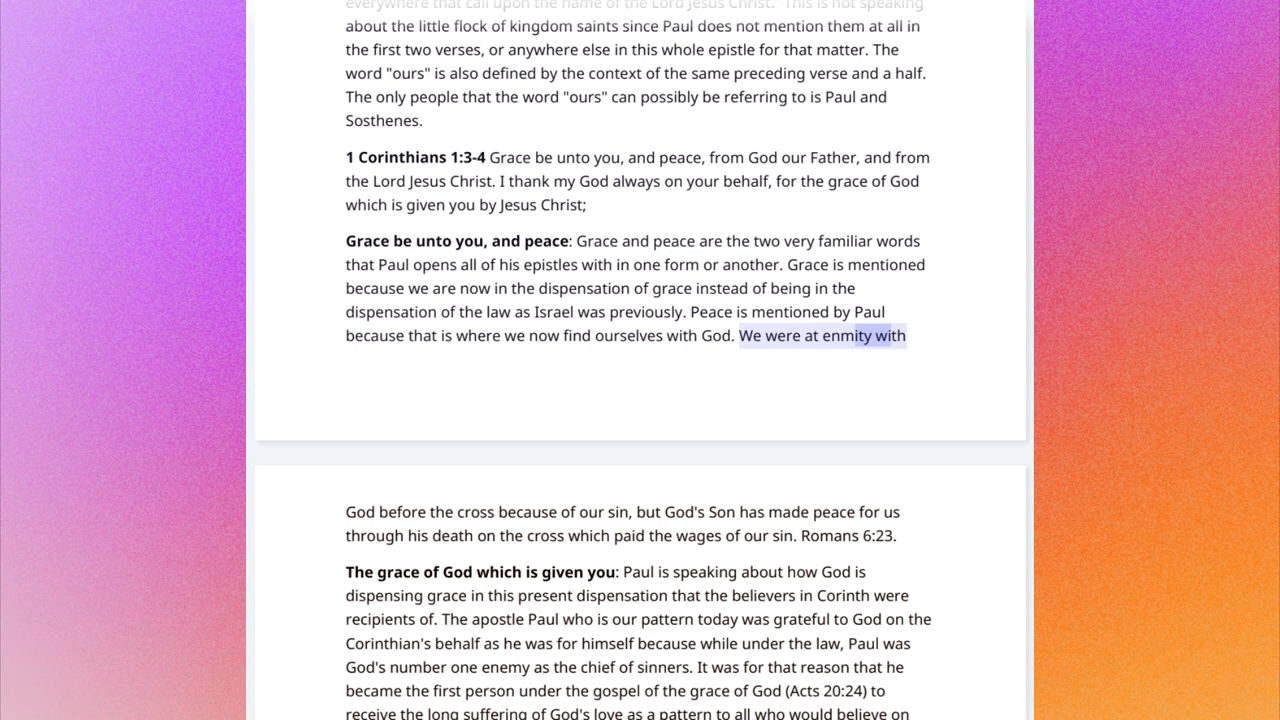 everywhere that call upon the name of the Lord Jesus Christ." This is not speaking
about the little flock of kingdom saints since Paul does not mention them at all in
the first two verses, or anywhere else in this whole epistle for that matter. The
word "ours" is also defined by the context of the same preceding verse and a half.
The only people that the word "ours" can possibly be referring to is Paul and
Sosthenes.
1 Corinthians 1:3-4 Grace be unto you, and peace, from God our Father, and from
the Lord Jesus Christ. I thank my God always on your behalf, for the grace of God
which is given you by Jesus Christ;
Grace be unto you, and peace: Grace and peace are the two very familiar words
that Paul opens all of his epistles with in one form or another. Grace is mentioned
because we are now in the dispensation of grace instead of being in the
dispensation of the law as Israel was previously. Peace is mentioned by Paul
because that is where we now find ourselves with God. We were at enmity with
God before the cross because of our sin, but God's Son has made peace for us
through his death on the cross which paid the wages of our sin. Romans 6:23.
The grace of God which is given you: Paul is speaking about how God is
dispensing grace in this present dispensation that the believers in Corinth were
recipients of. The apostle Paul who is our pattern today was grateful to God on the
Corinthian's behalf as he was for himself because while under the law, Paul was
God's number one enemy as the chief of sinners. It was for that reason that he
became the first person under the gospel of the grace of God (Acts 20:24) to
receive the long suffering of God's love as a pattern to all who would believe on